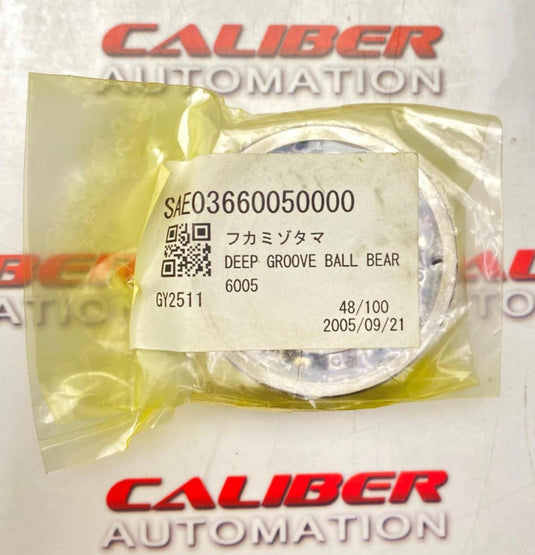 CALIBER
AUTOMATION
SAE03660050000
フカミゾタマ
DEEP GROOVE BALL BEAR
6005
GY2511
48/100
2005/09/21
CALIBER
AUTOMATION